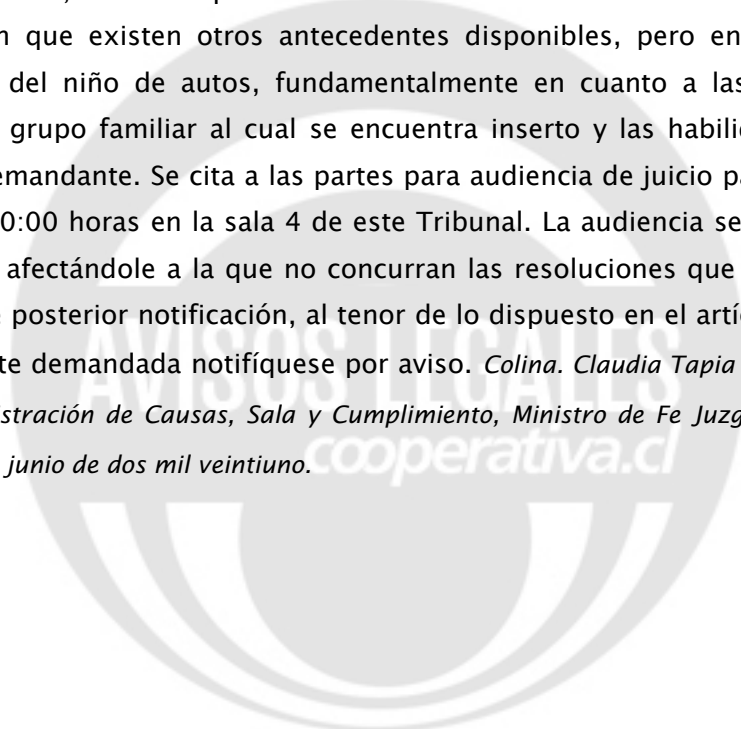 que existen otros antecedentes disponibles, pero en
del niño de autos, fundamentalmente en cuanto a las
grupo familiar al cual se encuentra inserto y las
emandante. Se cita a las partes para audiencia de juicio
0:00 horas en la sala 4 de este Tribunal. La audiencia se
afectándole a la que no concurran las resoluciones que
posterior notificación, al tenor de lo dispuesto en el
te demandada notifíquese por aviso. Colina. Claudia Tapia
istración de Causas, Sala y Cumplimiento, Ministro de Fe
junio de dos mil veintiuno.
AVISOS LEGALES
cooperativa.cl